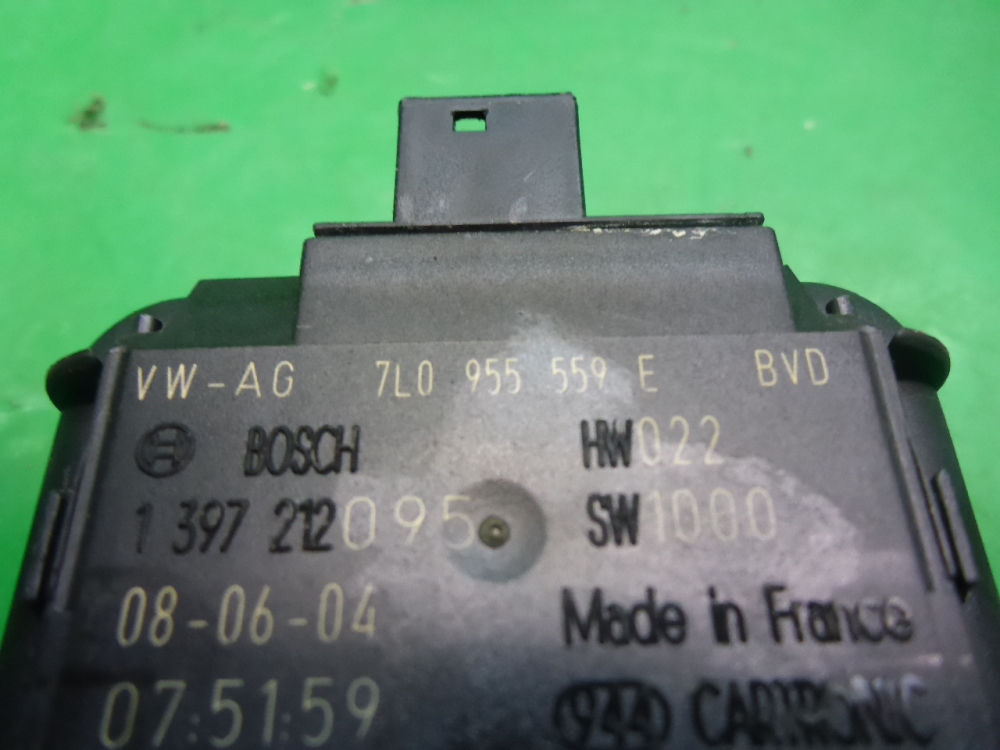 VW-AG 7L0 955 559 E BVD
BOSCH HW022
1 397 212095 SW1000
08-06-04 Made in France
07:51:59 CARTRONIC